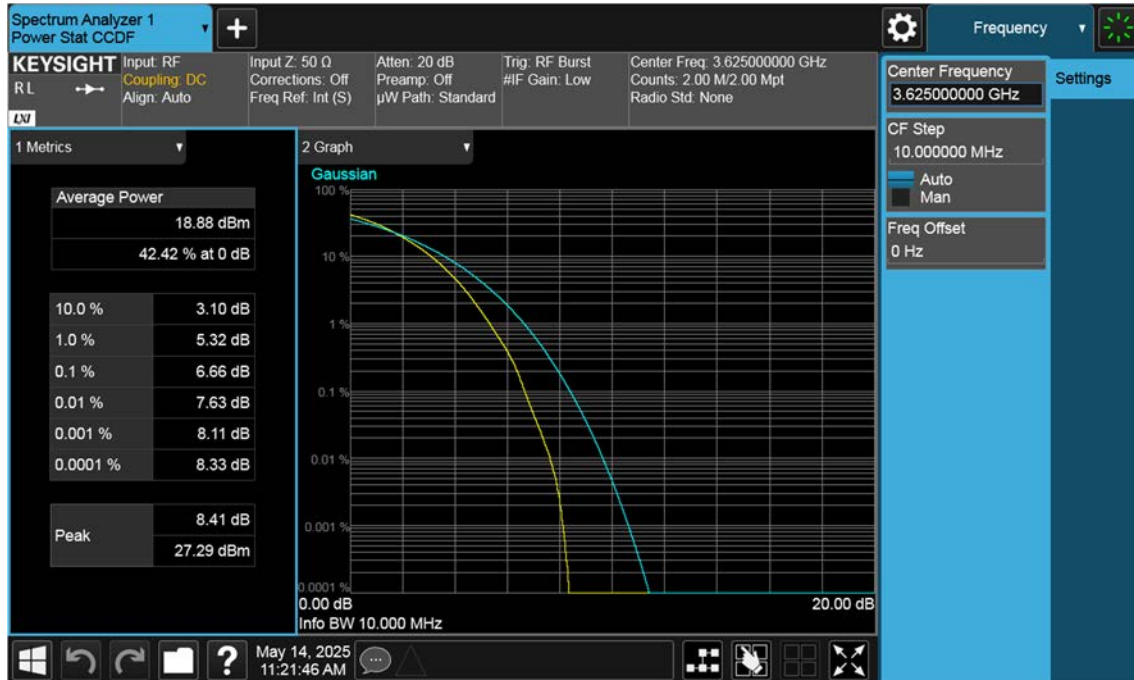 Spectrum Analyzer 1
Power Stat CCDF
Frequency
KEYSIGHT
R L
LXI
Input: RF
Coupling: DC
Align: Auto
Input Z: 50 Ω
Corrections: Off
Freq Ref: Int (S)
Atten: 20 dB
Preamp: Off
µW Path: Standard
Trig: RF Burst
#IF Gain: Low
Center Freq: 3.625000000 GHz
Counts: 2.00 M/2.00 Mpt
Radio Std: None
Center Frequency
3.625000000 GHz
Settings
CF Step
10.000000 MHz
Auto
Man
Freq Offset
0 Hz
1 Metrics
Average Power
18.88 dBm
42.42 % at 0 dB
10.0 % 3.10 dB
1.0 % 5.32 dB
0.1 % 6.66 dB
0.01 % 7.63 dB
0.001 % 8.11 dB
0.0001 % 8.33 dB
Peak
8.41 dB
27.29 dBm
2 Graph
Gaussian
100 %
10 %
1 %
0.1 %
0.01 %
0.001 %
0.0001 %
0.00 dB 20.00 dB
Info BW 10.000 MHz
?
May 14, 2025
11:21:46 AM